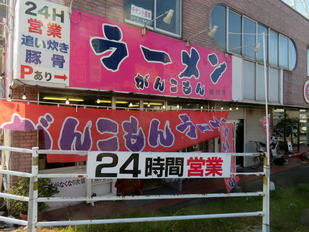 24H
営業
追い炊き
豚骨
Pあり→
ラーメン
がんこもん
がんこもんラーメン
24時間営業